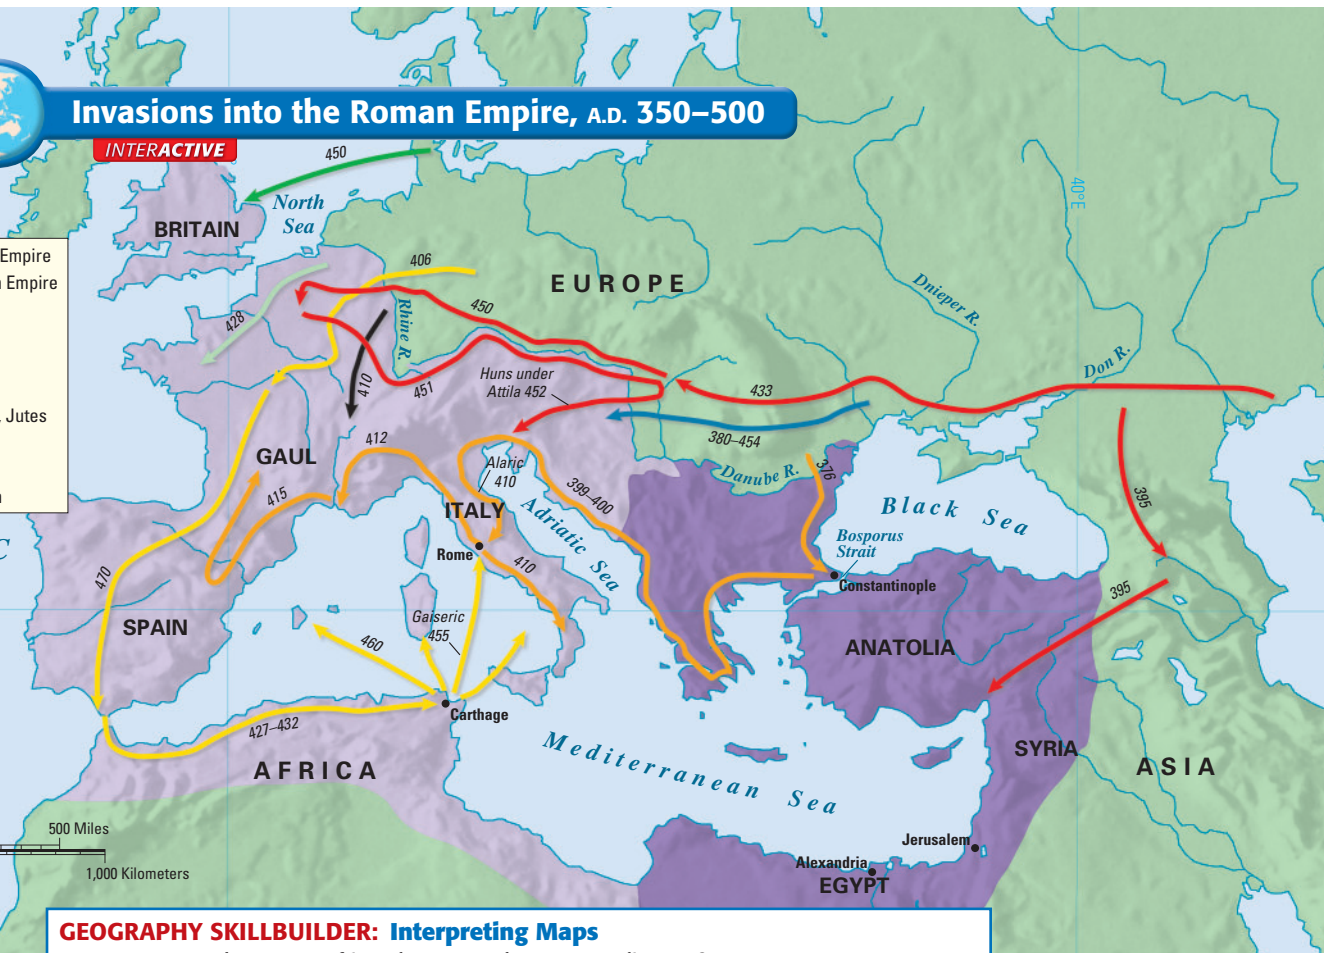 Invasions into the Roman Empire, A.D. 350–500
INTERACTIVE
450
North
Sea
BRITAIN
40°E
Empire
Empire
406
EUROPE
Dnieper R.
428
Rhine R.
450
Don R.
410
451
Huns under
Attila 452
433
Jutes
380–454
412
GAUL
Alaric
410
Danube R.
376
415
399–400
ITALY
Adriatic Sea
Black Sea
395
C
Rome
410
Bosporus
Strait
Constantinople
395
470
SPAIN
Gaiseric
455
460
ANATOLIA
Carthage
427–432
AFRICA
Mediterranean Sea
SYRIA
ASIA
500 Miles
1,000 Kilometers
Jerusalem
Alexandria
EGYPT
GEOGRAPHY SKILLBUILDER: Interpreting Maps